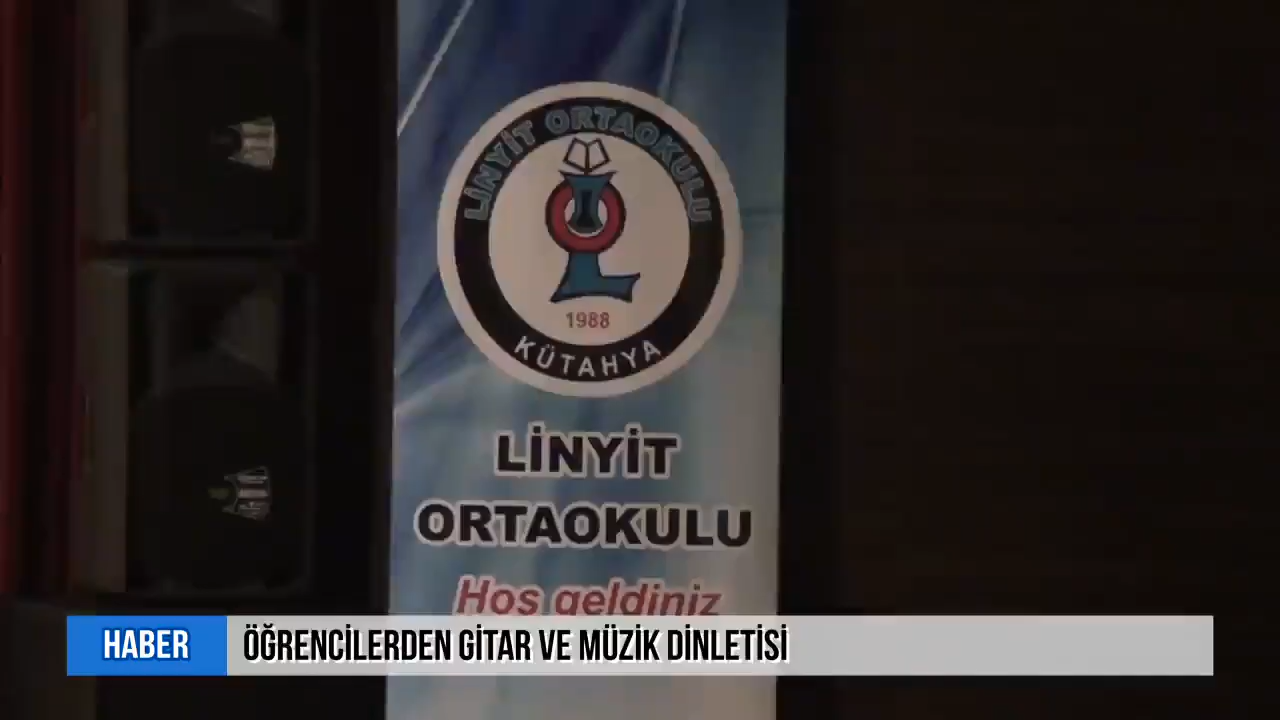 LİNYİT ORTAOKULU
1988
KÜTAHYA
LİNYİT
ORTAOKULU
Hoş geldiniz
HABER
ÖĞRENCİLERDEN GİTAR VE MÜZİK DİNLETİSİ